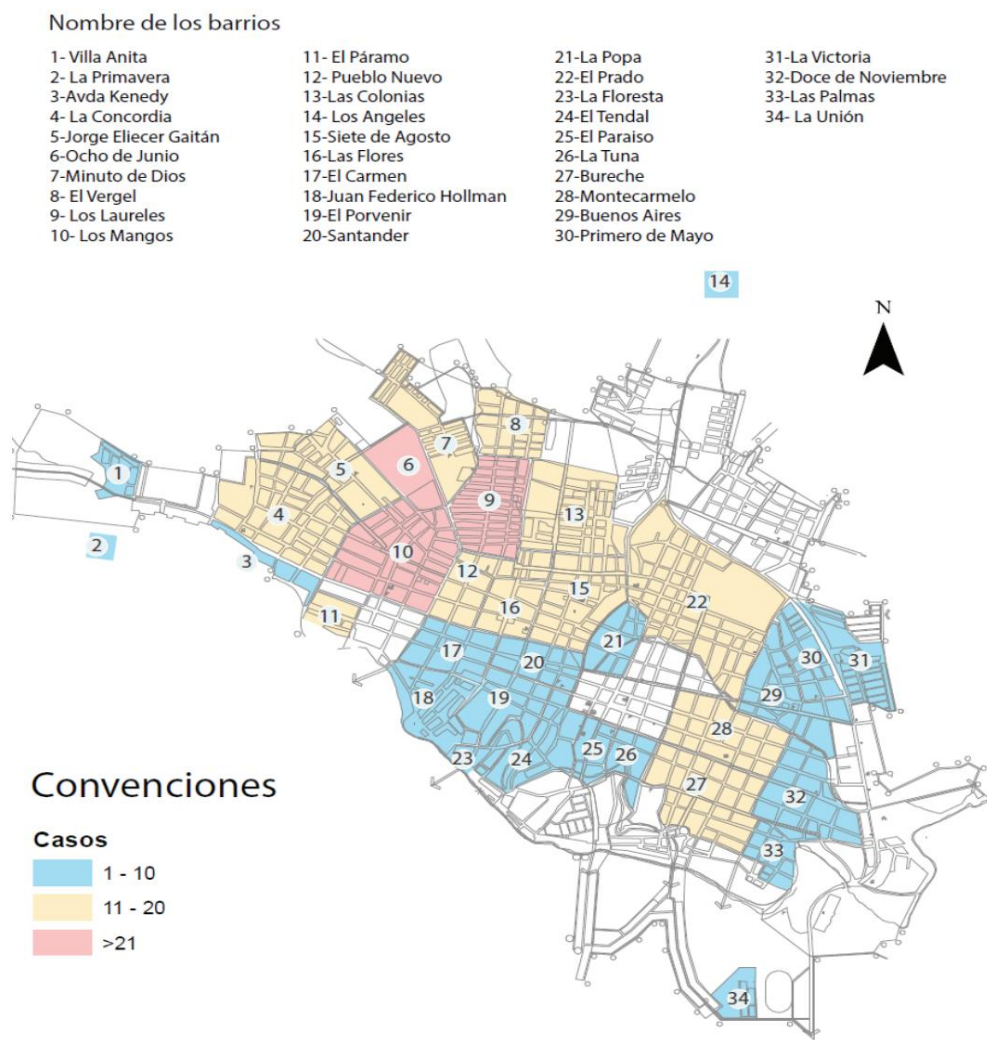 Nombre de los barrios
1- Villa Anita
2- La Primavera
3-Avda Kenedy
4- La Concordia
5-Jorge Eliecer Gaitán
6-Ocho de Junio
7-Minuto de Dios
8- El Vergel
9- Los Laureles
10- Los Mangos
11- El Páramo
12- Pueblo Nuevo
13-Las Colonias
14- Los Angeles
15-Siete de Agosto
16-Las Flores
17-El Carmen
18-Juan Federico Hollman
19-El Porvenir
20-Santander
21-La Popa
22-El Prado
23-La Floresta
24-El Tendal
25-El Paraiso
26-La Tuna
27-Bureche
28-Montecarmelo
29-Buenos Aires
30-Primero de Mayo
31-La Victoria
32-Doce de Noviembre
33-Las Palmas
34- La Unión
14
N
8
7
6
5
1
9
4
13
10
2
3
12
15
16
22
11
21
17
20
30
31
18
19
29
28
25
26
23
24
27
32
33
34
Convenciones
Casos
1 - 10
11 - 20
>21